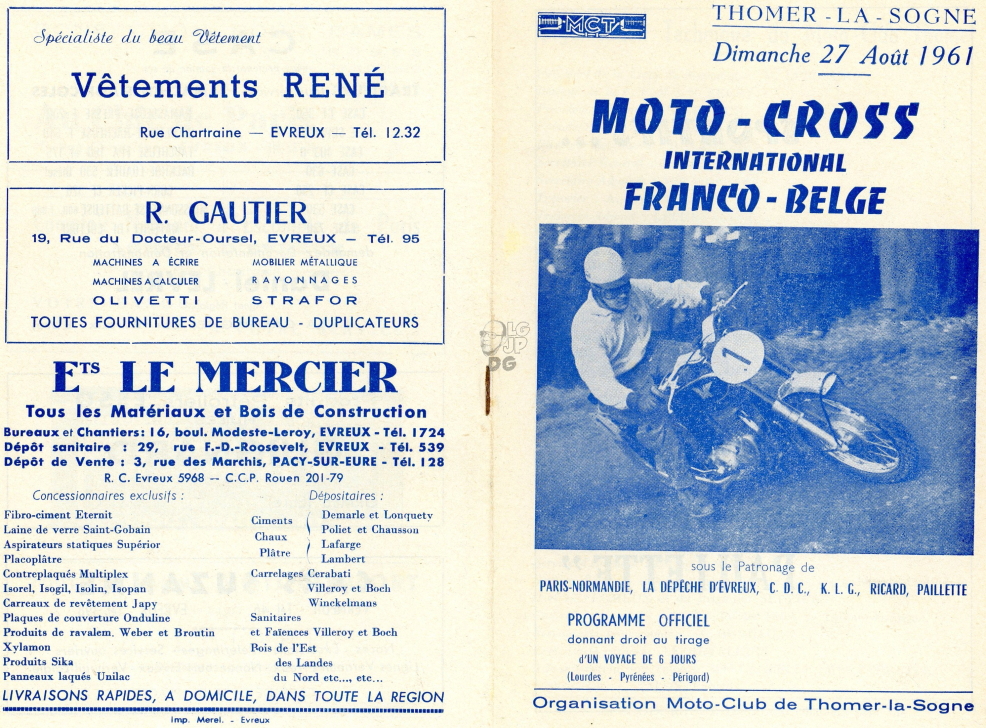 Spécialiste du beau Vêtement
Vêtements RENÉ
Rue Chartraine — EVREUX — Tél. 12.32
R. GAUTIER
19, Rue du Docteur-Oursel, EVREUX — Tél. 95
MACHINES A ÉCRIRE MOBILIER MÉTALLIQUE
MACHINES A CALCULER RAYONNAGES
OLIVETTI STRAFOR
TOUTES FOURNITURES DE BUREAU - DUPLICATEURS
ETS LE MERCIER
Tous les Matériaux et Bois de Construction
Bureaux et Chantiers : 16, boul. Modeste-Leroy, EVREUX - Tél. 1724
Dépôt sanitaire : 29, rue F.-D.-Roosevelt, EVREUX - Tél. 539
Dépôt de Vente : 3, rue des Marchis, PACY-SUR-EURE - Tél. 128
R. C. Evreux 5968 -- C.C.P. Rouen 201-79
Concessionnaires exclusifs :
Fibro-ciment Eternit
Laine de verre Saint-Gobain
Aspirateurs statiques Supérior
Placoplâtre
Contreplaqués Multiplex
Isorel, Isogil, Isolin, Isopan
Carreaux de revêtement Japy
Plaques de couverture Onduline
Produits de ravalem. Weber et Broutin
Xylamon
Produits Sika
Panneaux laqués Unilac
Dépositaires :
Ciments
Chaux
Plâtre
Demarle et Lonquety
Poliet et Chausson
Lafarge
Lambert
Carrelages Cerabati
Villeroy et Boch
Winckelmans
Sanitaires
et Faïences Villeroy et Boch
Bois de l'Est
des Landes
du Nord etc..., etc...
LIVRAISONS RAPIDES, A DOMICILE, DANS TOUTE LA REGION
Imp. Merel. - Evreux
LG
JP
DG
MCT
THOMER - LA - SOGNE
Dimanche 27 Août 1961
MOTO - CROSS
INTERNATIONAL
FRANCO - BELGE
1
sous le Patronage de
PARIS-NORMANDIE, LA DÉPÊCHE D'ÉVREUX, C. D. C., K. L. G., RICARD, PAILLETTE
PROGRAMME OFFICIEL
donnant droit au tirage
d'UN VOYAGE DE 6 JOURS
(Lourdes - Pyrénées - Périgord)
Organisation Moto-Club de Thomer-la-Sogne